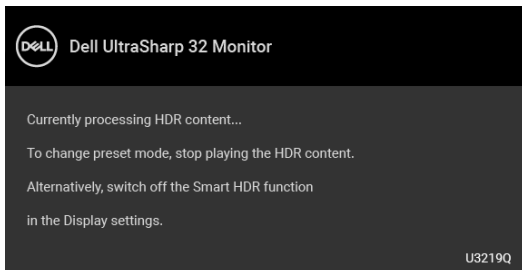 DELL Dell UltraSharp 32 Monitor
Currently processing HDR content...
To change preset mode, stop playing the HDR content.
Alternatively, switch off the Smart HDR function
in the Display settings.
U3219Q